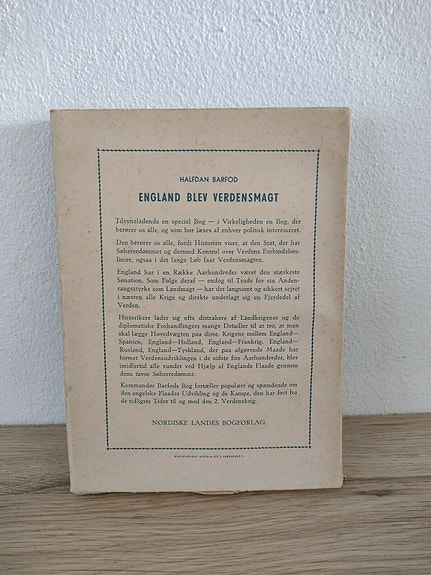 HALFDAN BARFOD
ENGLAND BLEV VERDENSMAGT
Tilsyneladende en speciel Bog — i Virkeligheden en Bog, der
berører os alle, og som bør læses af enhver politisk interesseret.
Den berører os alle, fordi Historien viser, at den Stat, der har
Søherredømmet og dermed Kontrol over Verdens Forbindelses-
linier, ogsaa i det lange Løb faar Verdensmagten.
England har i en Række Aarhundreder været den stærkeste
Sønation. Som Følge deraf — endog til Trods for sin Anden-
rangsstyrke som Landmagt — har det langsomt og sikkert sejret
i næsten alle Krige og direkte underlagt sig en Fjerdedel af
Verden.
Historikere lader sig ofte distrahere af Landkrigenes og de
diplomatiske Forhandlingers mange Detailler til at tro, at man
skal lægge Hovedvægten paa disse. Krigene mellem England—
Spanien, England—Holland, England—Frankrig, England—
Rusland, England—Tyskland, der paa afgørende Maade har
formet Verdensudviklingen i de sidste fire Aarhundreder, blev
imidlertid alle vundet ved Hjælp af Englands Flaade gennem
dens tavse Søherredømme.
Kommandør Barfods Bog fortæller populært og spændende om
den engelske Flaades Udvikling og de Kampe, den har ført fra
de tidligste Tider til og med den 2. Verdenskrig.
NORDISKE LANDES BOGFORLAG